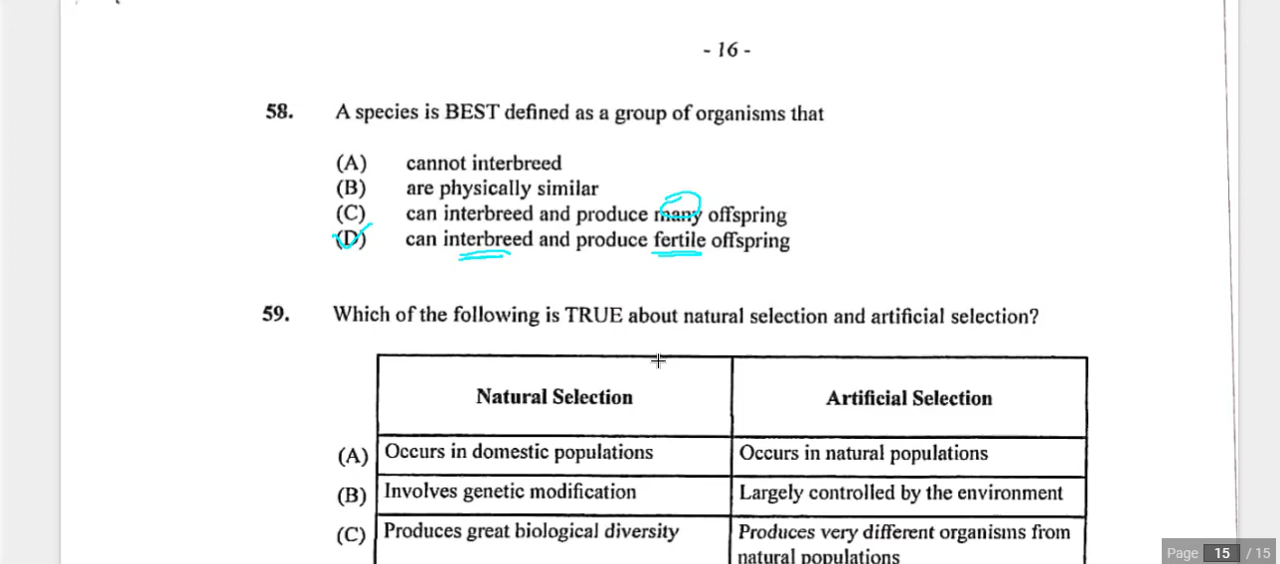 - 16 -
58. A species is BEST defined as a group of organisms that
(A) cannot interbreed
(B) are physically similar
(C) can interbreed and produce many offspring
(D) can interbreed and produce fertile offspring
59. Which of the following is TRUE about natural selection and artificial selection?
Natural Selection Artificial Selection
(A) Occurs in domestic populations Occurs in natural populations
(B) Involves genetic modification Largely controlled by the environment
(C) Produces great biological diversity Produces very different organisms from
natural populations
Page 15 / 15